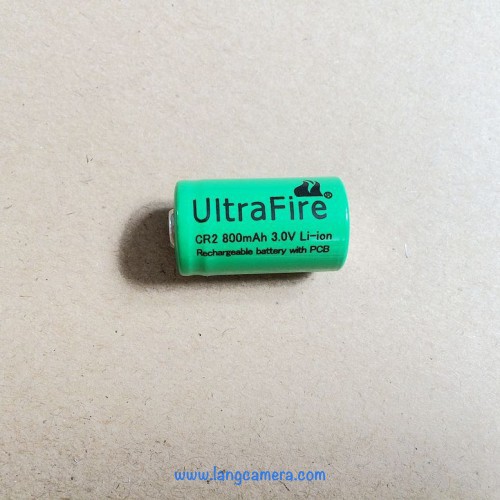 UltraFire®
CR2 800mAh 3.0V Li-ion
Rechargeable battery with PCB
www.langcamera.com